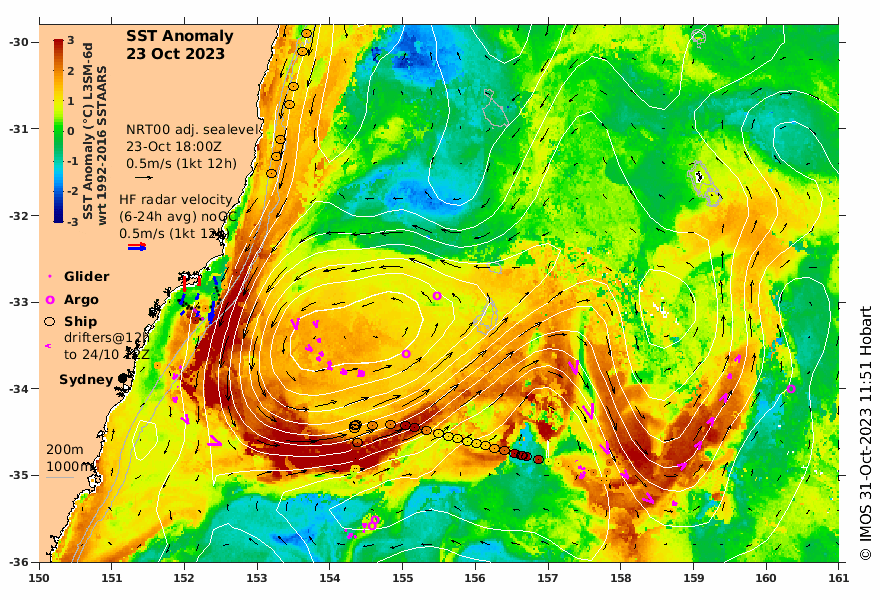 SST Anomaly
23 Oct 2023
3
2
1
0
-1
-2
-3
SST Anomaly (°C) L3SM-6d
wrt 1992-2016 SSTAARS
NRT00 adj. sealevel
23-Oct 18:00Z
0.5m/s (1kt 12h)
HF radar velocity
(6-24h avg) noQC
0.5m/s (1kt 12h)
Glider
Argo
Ship
drifters@12h
to 24/10 12Z
Sydney
200m
1000m
-30
-31
-32
-33
-34
-35
-36
150
151
152
153
154
155
156
157
158
159
160
161
© IMOS 31-Oct-2023 11:51 Hobart